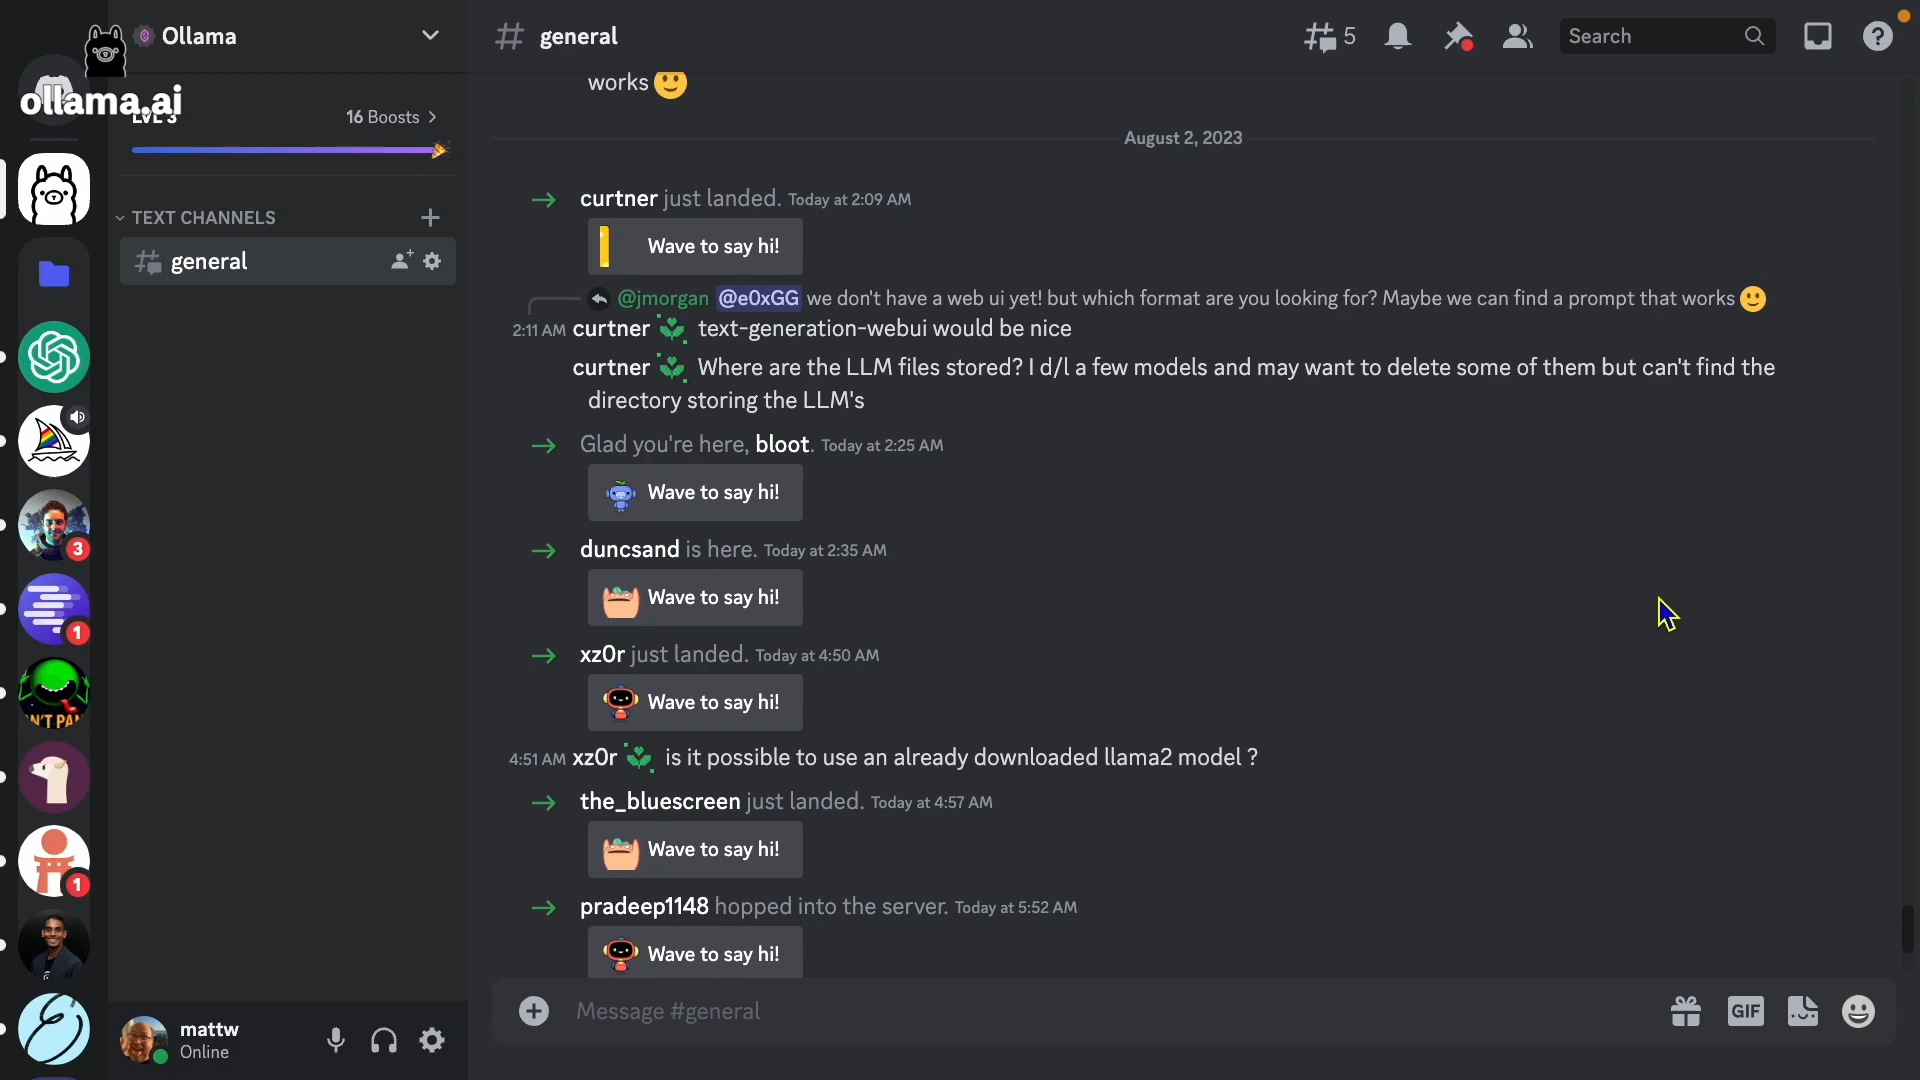 Ollama
ollama.ai
LVL 3
16 Boosts
TEXT CHANNELS
general
3
1
N'T PAN
1
mattw
Online
general
5
Search
works
August 2, 2023
curtner just landed. Today at 2:09 AM
Wave to say hi!
@jmorgan @e0xGG we don't have a web ui yet! but which format are you looking for? Maybe we can find a prompt that works
2:11 AM curtner text-generation-webui would be nice
curtner Where are the LLM files stored? I d/l a few models and may want to delete some of them but can't find the
directory storing the LLM's
Glad you're here, bloot. Today at 2:25 AM
Wave to say hi!
duncsand is here. Today at 2:35 AM
Wave to say hi!
xz0r just landed. Today at 4:50 AM
Wave to say hi!
4:51 AM xz0r is it possible to use an already downloaded llama2 model ?
the_bluescreen just landed. Today at 4:57 AM
Wave to say hi!
pradeep1148 hopped into the server. Today at 5:52 AM
Wave to say hi!
Message #general
GIF